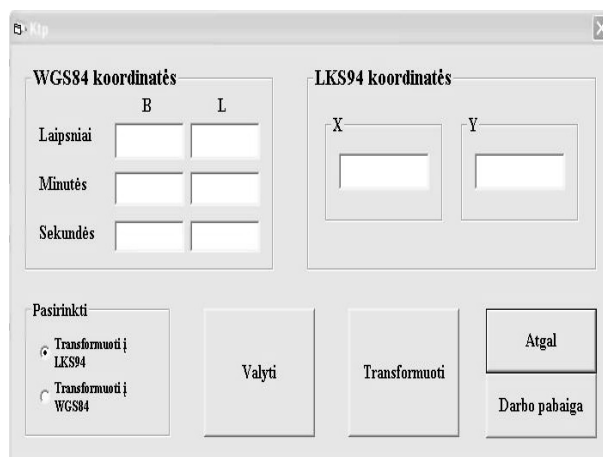 Ktp
WGS84 koordinatės
B L
Laipsniai
Minutės
Sekundės
LKS94 koordinatės
X Y
Pasirinkti
Transformuoti į
LKS94
Transformuoti į
WGS84
Valyti
Transformuoti
Atgal
Darbo pabaiga